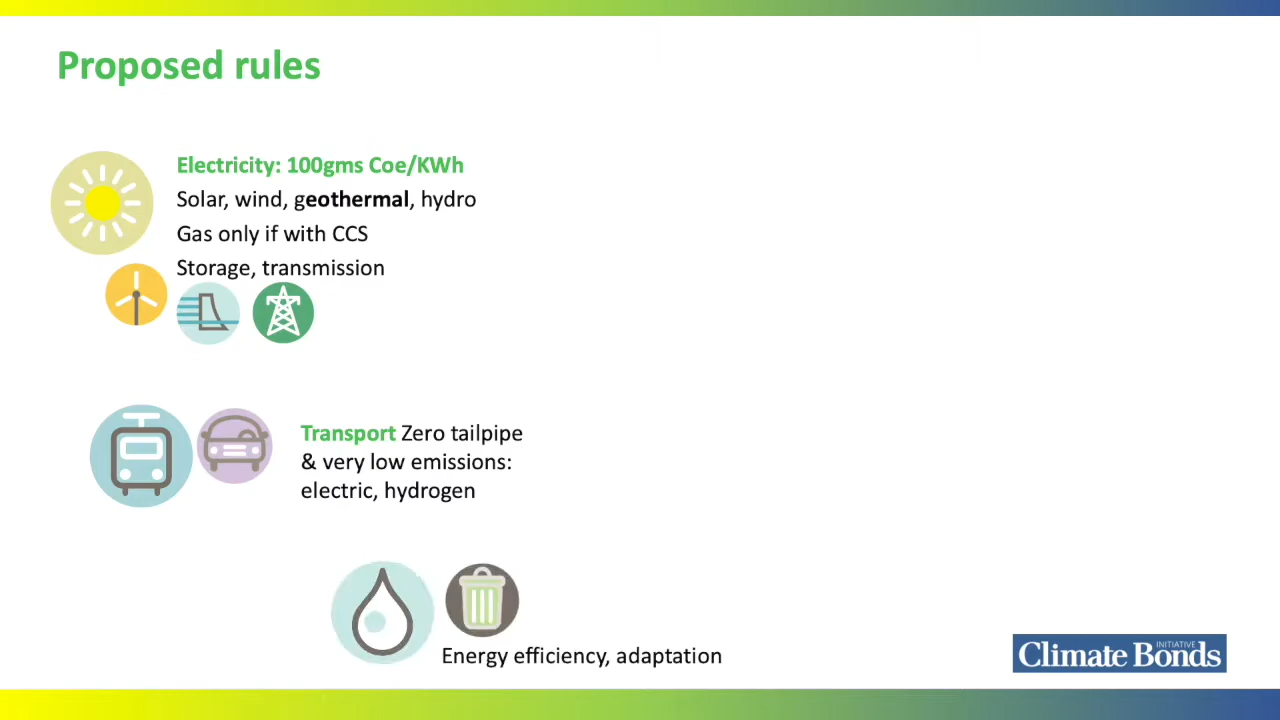 Proposed rules
Electricity: 100gms Coe/KWh
Solar, wind, geothermal, hydro
Gas only if with CCS
Storage, transmission
Transport Zero tailpipe
& very low emissions:
electric, hydrogen
Energy efficiency, adaptation
INITIATIVE
Climate Bonds